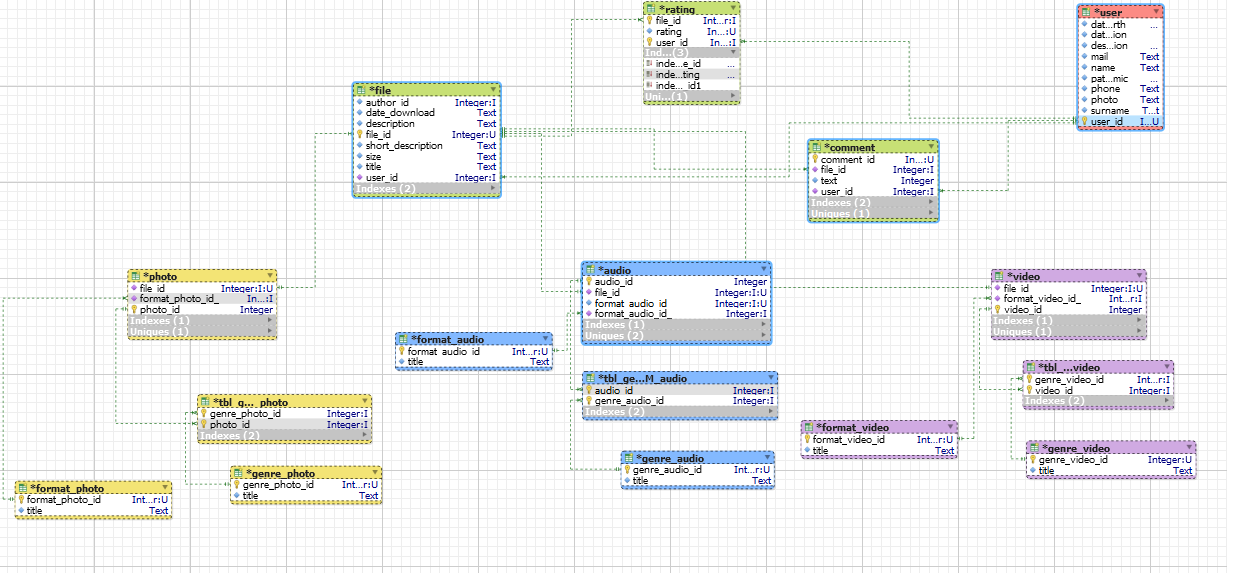 *rating
file_id Int...r:I
rating In...:U
user_id In...:I
Ind...(3)
inde...e_id ...
inde...ting ...
inde..._id1
Uni...(1)
*user
dat...rth ...
dat...ion
des...ion ...
mail Text
name Text
pat...mic ...
phone Text
photo Text
surname T...t
user_id I...U
*file
author_id Integer:I
date_download Text
description Text
file_id Integer:U
short_description Text
size Text
title Text
user_id Integer:I
Indexes (2)
*comment
comment_id In...:U
file_id Integer:I
text Integer
user_id Integer:I
Indexes (2)
Uniques (1)
*photo
file_id Integer:I:U
format_photo_id_ In...:I
photo_id Integer
Indexes (1)
Uniques (1)
*audio
audio_id Integer
file_id Integer:I:U
format_audio_id Integer:I:U
format_audio_id_ Integer:I
Indexes (1)
Uniques (2)
*video
file_id Integer:I:U
format_video_id_ Int...r:I
video_id Integer
Indexes (1)
Uniques (1)
*format_audio
format_audio_id Int...r:U
title Text
*tbl_ge...M_audio
audio_id Integer:I
genre_audio_id Integer:I
Indexes (2)
*tbl_...video
genre_video_id Int...r:I
video_id Int...r:I
Indexes (2)
*tbl_g..._photo
genre_photo_id Integer:I
photo_id Integer:I
Indexes (2)
*format_video
format_video_id Int...r:U
title Text
*genre_video
genre_video_id Integer:U
title Text
*genre_audio
genre_audio_id Int...r:U
title Text
*genre_photo
genre_photo_id Int...r:U
title Text
*format_photo
format_photo_id Int...r:U
title Text